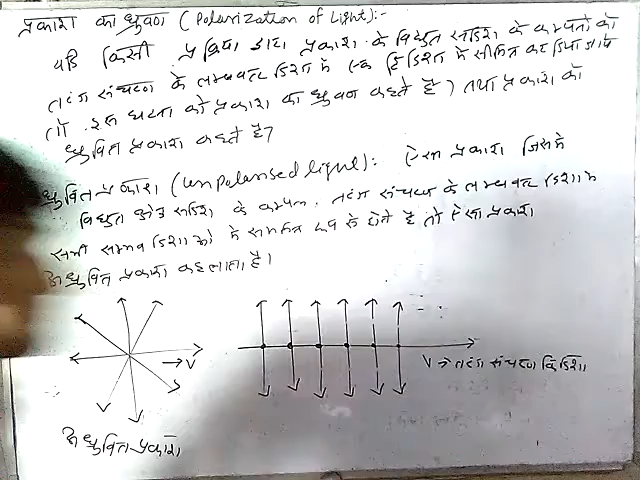 प्रकाश का ध्रुवण (Polarization of Light):-
यदि किसी प्रक्रिया द्वारा प्रकाश के विद्युत सदिश के कम्पनों को
तरंग संचरण के लम्बवत दिशा में एक हि दिशा में सीमित कर दिया जाये
तो इस घटना को प्रकाश का ध्रुवण कहते हैं) तथा प्रकाश को
ध्रुवित प्रकाश कहते है?
ध्रुवित प्रकाश (Unpolarised light): ऐसा प्रकाश जिसमे
विद्युत क्षेत्र सदिश के कम्पन तरंग संचरण के लम्बवत दिशा मे
सभी सम्भव दिशाओ मे सममित रूप से होते है तो ऐसा प्रकाश
अध्रुवित प्रकाश कहलाता है।
→V
V → तरंग संचरण कि दिशा
अध्रुवित प्रकाश